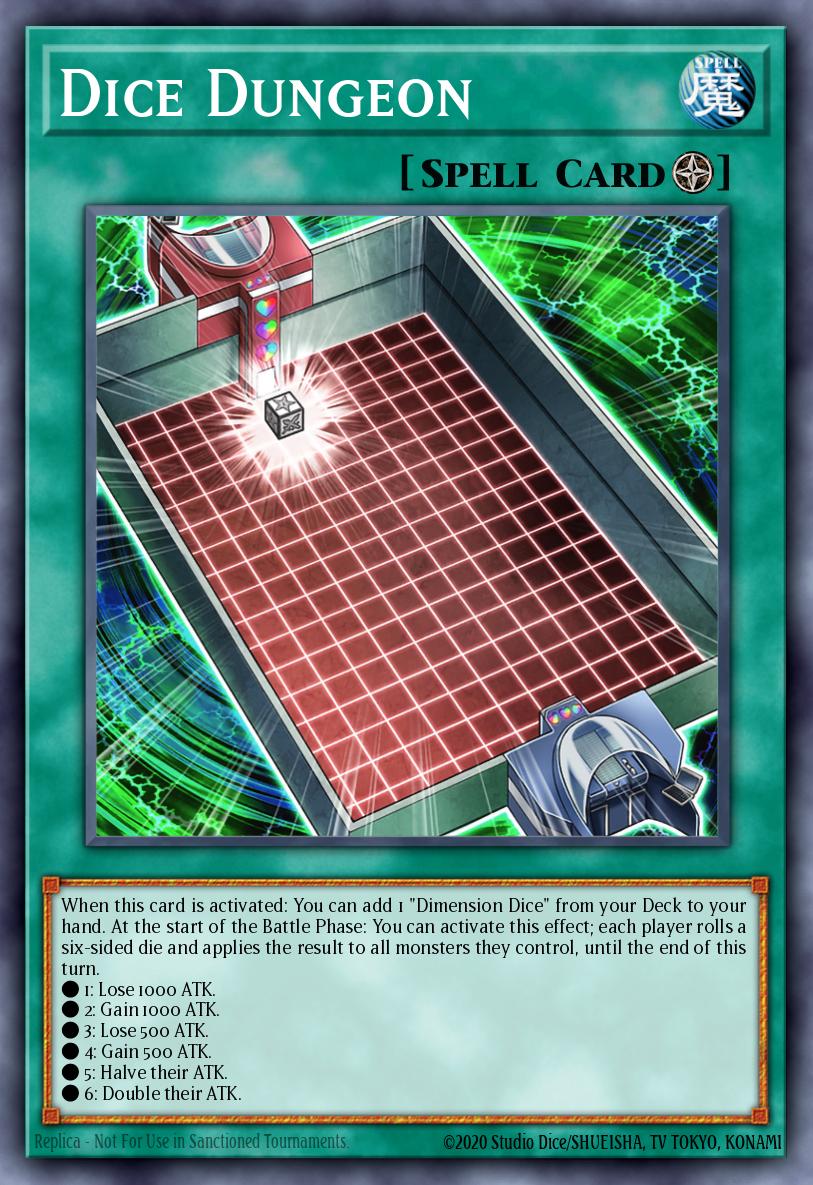 Dice Dungeon
SPELL
魔
[Spell Card]
When this card is activated: You can add 1 "Dimension Dice" from your Deck to your
hand. At the start of the Battle Phase: You can activate this effect; each player rolls a
six-sided die and applies the result to all monsters they control, until the end of this
turn.
● 1: Lose 1000 ATK.
● 2: Gain 1000 ATK.
● 3: Lose 500 ATK.
● 4: Gain 500 ATK.
● 5: Halve their ATK.
● 6: Double their ATK.
Replica - Not For Use in Sanctioned Tournaments. ©2020 Studio Dice/SHUEISHA, TV TOKYO, KONAMI